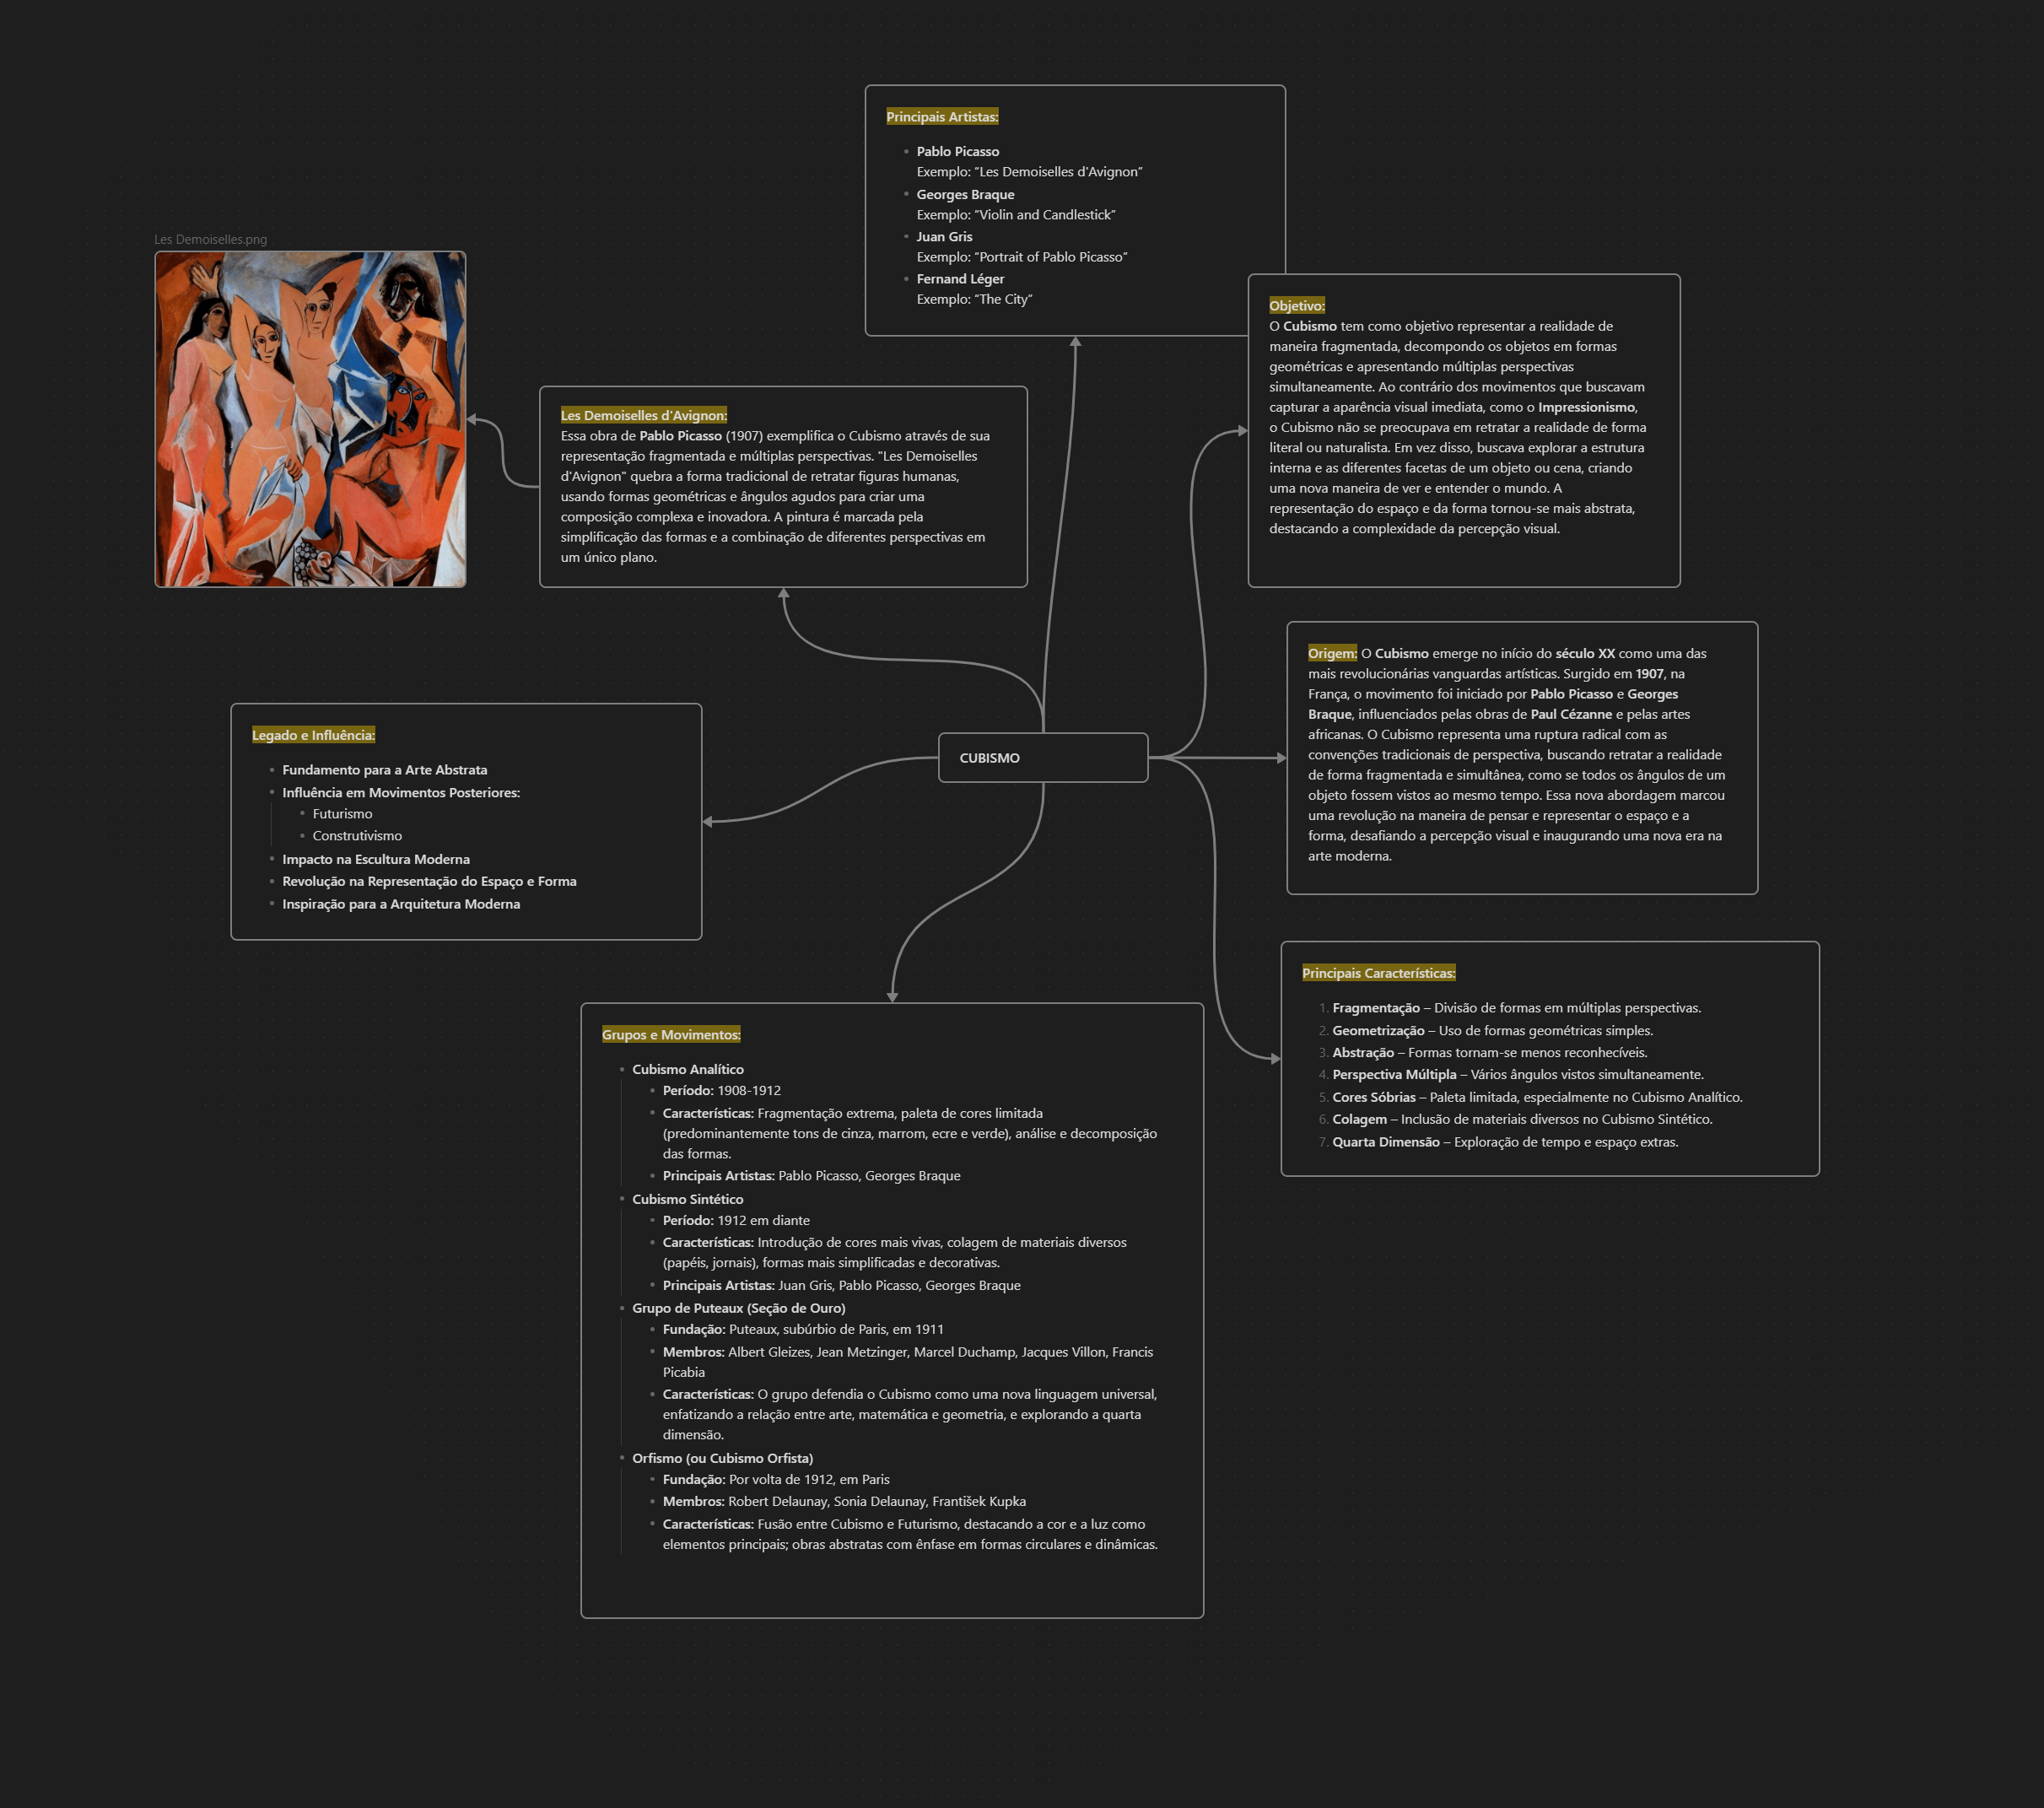 Principais Artistas:
Pablo Picasso
Exemplo: “Les Demoiselles d'Avignon”
Georges Braque
Exemplo: “Violin and Candlestick”
Juan Gris
Exemplo: “Portrait of Pablo Picasso”
Fernand Léger
Exemplo: “The City”
Les Demoiselles.png
Les Demoiselles d'Avignon:
Essa obra de Pablo Picasso (1907) exemplifica o Cubismo através de sua
representação fragmentada e múltiplas perspectivas. "Les Demoiselles
d'Avignon" quebra a forma tradicional de retratar figuras humanas,
usando formas geométricas e ângulos agudos para criar uma
composição complexa e inovadora. A pintura é marcada pela
simplificação das formas e a combinação de diferentes perspectivas em
um único plano.
Objetivo:
O Cubismo tem como objetivo representar a realidade de
maneira fragmentada, decompondo os objetos em formas
geométricas e apresentando múltiplas perspectivas
simultaneamente. Ao contrário dos movimentos que buscavam
capturar a aparência visual imediata, como o Impressionismo,
o Cubismo não se preocupava em retratar a realidade de forma
literal ou naturalista. Em vez disso, buscava explorar a estrutura
interna e as diferentes facetas de um objeto ou cena, criando
uma nova maneira de ver e entender o mundo. A
representação do espaço e da forma tornou-se mais abstrata,
destacando a complexidade da percepção visual.
Origem: O Cubismo emerge no início do século XX como uma das
mais revolucionárias vanguardas artísticas. Surgido em 1907, na
França, o movimento foi iniciado por Pablo Picasso e Georges
Braque, influenciados pelas obras de Paul Cézanne e pelas artes
africanas. O Cubismo representa uma ruptura radical com as
convenções tradicionais de perspectiva, buscando retratar a realidade
de forma fragmentada e simultânea, como se todos os ângulos de um
objeto fossem vistos ao mesmo tempo. Essa nova abordagem marcou
uma revolução na maneira de pensar e representar o espaço e a
forma, desafiando a percepção visual e inaugurando uma nova era na
arte moderna.
CUBISMO
Legado e Influência:
Fundamento para a Arte Abstrata
Influência em Movimentos Posteriores:
Futurismo
Construtivismo
Impacto na Escultura Moderna
Revolução na Representação do Espaço e Forma
Inspiração para a Arquitetura Moderna
Principais Características:
1. Fragmentação – Divisão de formas em múltiplas perspectivas.
2. Geometrização – Uso de formas geométricas simples.
3. Abstração – Formas tornam-se menos reconhecíveis.
4. Perspectiva Múltipla – Vários ângulos vistos simultaneamente.
5. Cores Sóbrias – Paleta limitada, especialmente no Cubismo Analítico.
6. Colagem – Inclusão de materiais diversos no Cubismo Sintético.
7. Quarta Dimensão – Exploração de tempo e espaço extras.
Grupos e Movimentos:
Cubismo Analítico
Período: 1908-1912
Características: Fragmentação extrema, paleta de cores limitada
(predominantemente tons de cinza, marrom, ecre e verde), análise e decomposição
das formas.
Principais Artistas: Pablo Picasso, Georges Braque
Cubismo Sintético
Período: 1912 em diante
Características: Introdução de cores mais vivas, colagem de materiais diversos
(papéis, jornais), formas mais simplificadas e decorativas.
Principais Artistas: Juan Gris, Pablo Picasso, Georges Braque
Grupo de Puteaux (Seção de Ouro)
Fundação: Puteaux, subúrbio de Paris, em 1911
Membros: Albert Gleizes, Jean Metzinger, Marcel Duchamp, Jacques Villon, Francis
Picabia
Características: O grupo defendia o Cubismo como uma nova linguagem universal,
enfatizando a relação entre arte, matemática e geometria, e explorando a quarta
dimensão.
Orfismo (ou Cubismo Orfista)
Fundação: Por volta de 1912, em Paris
Membros: Robert Delaunay, Sonia Delaunay, František Kupka
Características: Fusão entre Cubismo e Futurismo, destacando a cor e a luz como
elementos principais; obras abstratas com ênfase em formas circulares e dinâmicas.